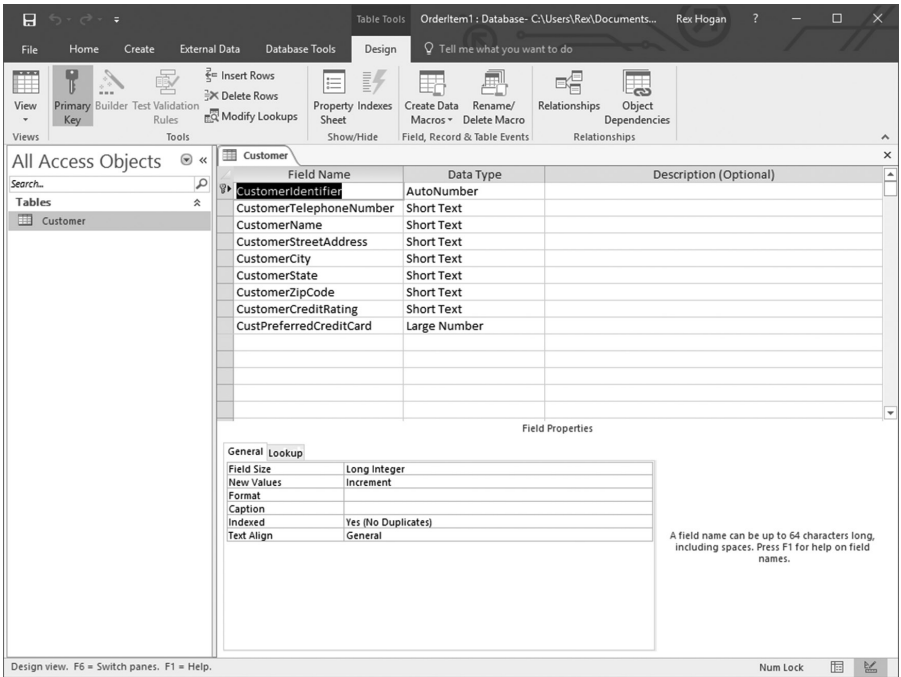 Table Tools OrderItem1 : Database- C:\Users\Rex\Documents... Rex Hogan ?
File Home Create External Data Database Tools Design Tell me what you want to do
View
Views
Primary Key
Builder
Test Validation Rules
Insert Rows
Delete Rows
Modify Lookups
Tools
Property Sheet
Indexes
Show/Hide
Create Data Macros
Rename/ Delete Macro
Field, Record & Table Events
Relationships
Object Dependencies
Relationships
All Access Objects
Search...
Tables
Customer
Customer
Field Name Data Type Description (Optional)
CustomerIdentifier AutoNumber
CustomerTelephoneNumber Short Text
CustomerName Short Text
CustomerStreetAddress Short Text
CustomerCity Short Text
CustomerState Short Text
CustomerZipCode Short Text
CustomerCreditRating Short Text
CustPreferredCreditCard Large Number
Field Properties
General Lookup
Field Size Long Integer
New Values Increment
Format
Caption
Indexed Yes (No Duplicates)
Text Align General
A field name can be up to 64 characters long,
including spaces. Press F1 for help on field
names.
Design view. F6 = Switch panes. F1 = Help.
Num Lock